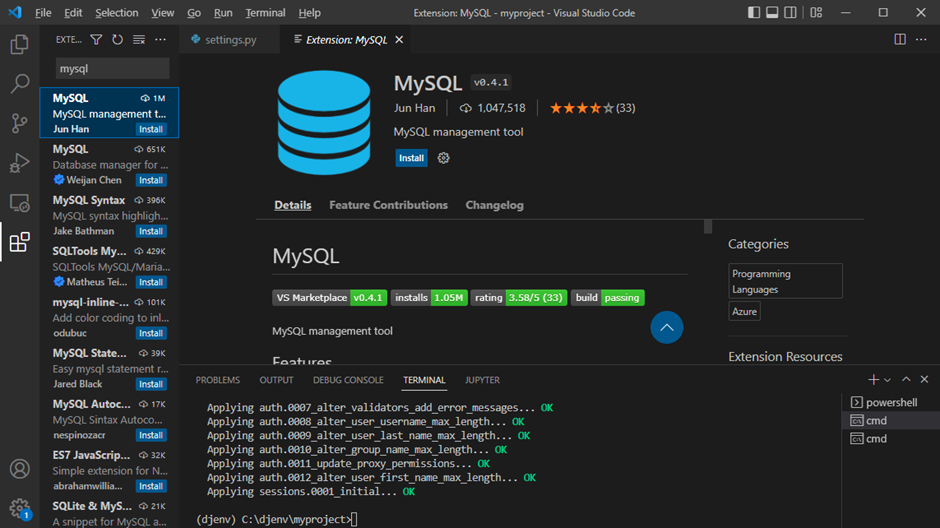 File Edit Selection View Go Run Terminal Help Extension: MySQL - myproject - Visual Studio Code
EXTE...
mysql
MySQL 1M
MySQL management t...
Jun Han Install
MySQL 651K
Database manager for ...
Weijan Chen Install
MySQL Syntax 396K
MySQL syntax highligh...
Jake Bathman Install
SQLTools My... 429K
SQLTools MySQL/Maria...
Matheus Tei... Install
mysql-inline-... 101K
Add color coding to inl...
odubuc Install
MySQL State... 39K
Easy mysql statement r...
Jared Black Install
MySQL Autoc... 17K
MySQL Sintax Autoco...
nespinozacr Install
ES7 JavaScrip... 32K
Simple extension for N...
abrahamwillia... Install
SQLite & MyS... 21K
A snippet for MySQL a...
1
settings.py Extension: MySQL
MySQL v0.4.1
Jun Han 1,047,518 (33)
MySQL management tool
Install
Details Feature Contributions Changelog
MySQL
VS Marketplace v0.4.1 installs 1.05M rating 3.58/5 (33) build passing
MySQL management tool
Features
Categories
Programming
Languages
Azure
Extension Resources
PROBLEMS OUTPUT DEBUG CONSOLE TERMINAL JUPYTER
Applying auth.0007_alter_validators_add_error_messages... OK
Applying auth.0008_alter_user_username_max_length... OK
Applying auth.0009_alter_user_last_name_max_length... OK
Applying auth.0010_alter_group_name_max_length... OK
Applying auth.0011_update_proxy_permissions... OK
Applying auth.0012_alter_user_first_name_max_length... OK
Applying sessions.0001_initial... OK
(djenv) C:\djenv\myproject>
powershell
cmd
cmd